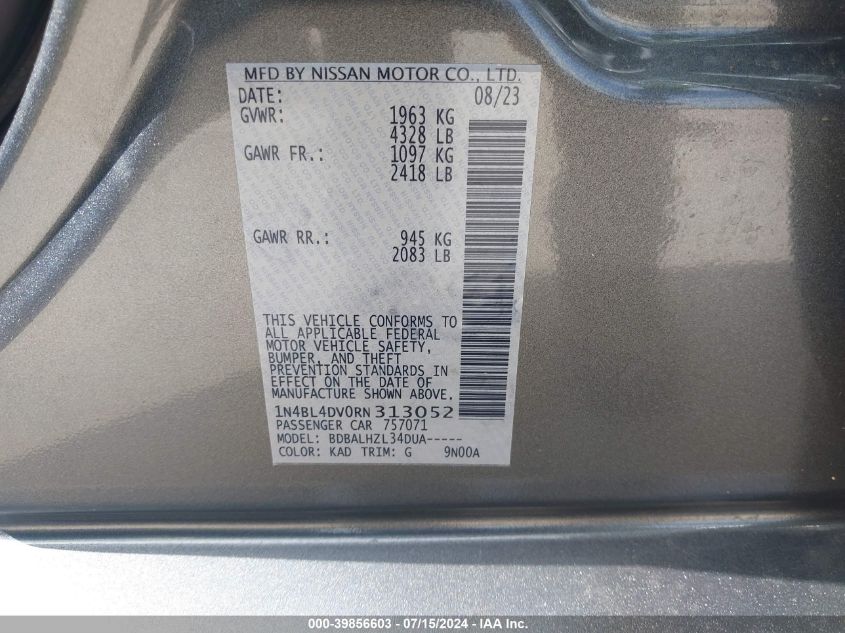 MFD BY NISSAN MOTOR CO., LTD.
DATE: 08/23
GVWR: 1963 KG
4328 LB
GAWR FR.: 1097 KG
2418 LB
GAWR RR.: 945 KG
2083 LB
THIS VEHICLE CONFORMS TO
ALL APPLICABLE FEDERAL
MOTOR VEHICLE SAFETY,
BUMPER, AND THEFT
PREVENTION STANDARDS IN
EFFECT ON THE DATE OF
MANUFACTURE SHOWN ABOVE.
1N4BL4DV0RN313052
PASSENGER CAR 757071
MODEL: BDBALHZL34DUA-----
COLOR: KAD TRIM: G 9N00A
000-39856603 - 07/15/2024 - IAA Inc.